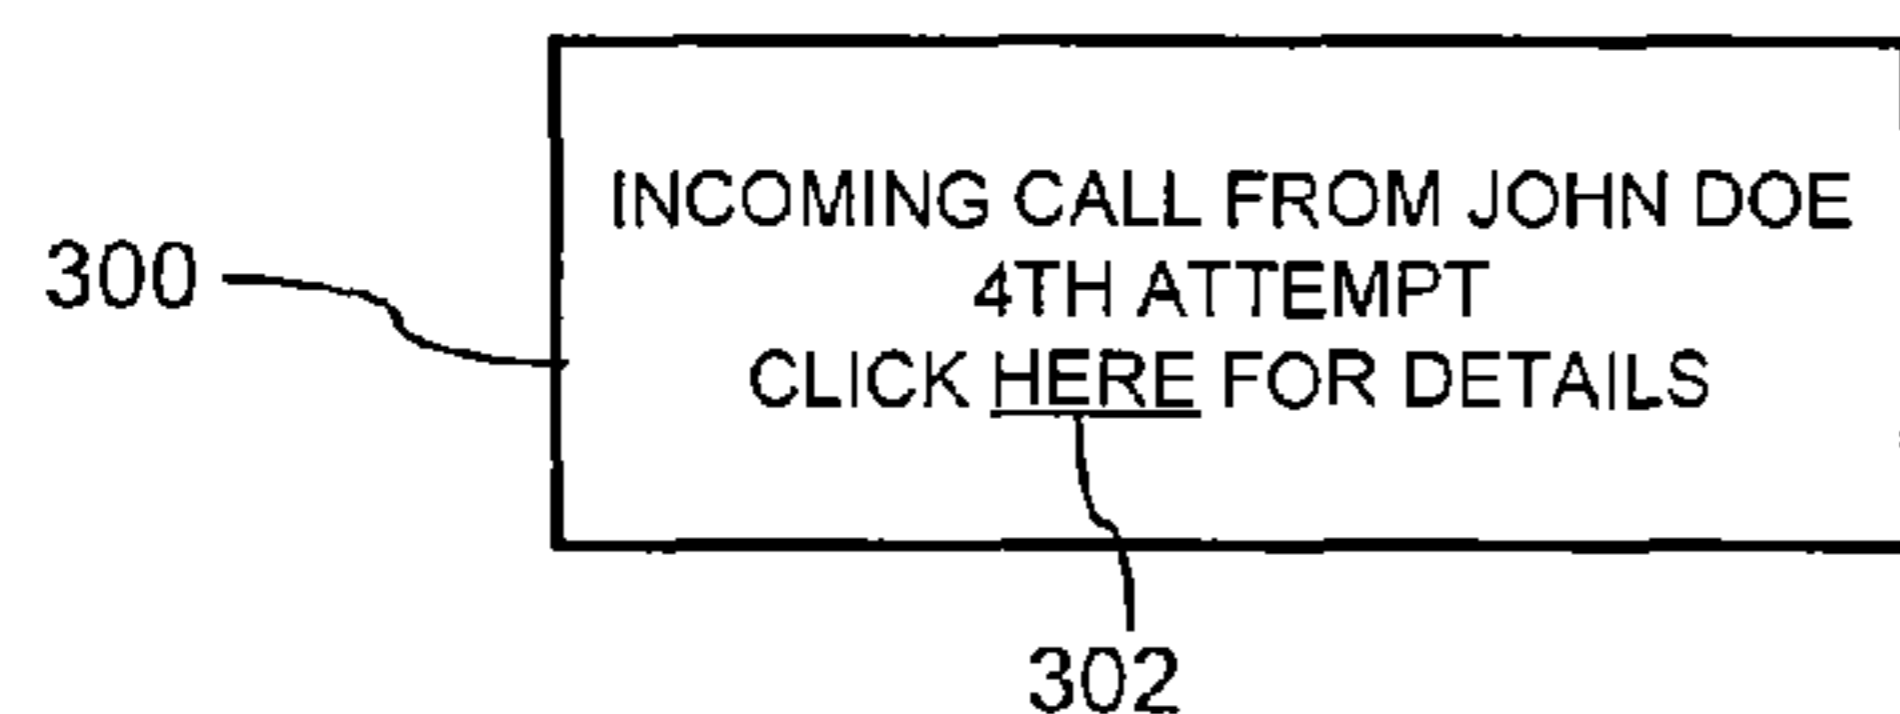 INCOMING CALL FROM JOHN DOE
300
4TH ATTEMPT
CLICK HERE FOR DETAILS
302